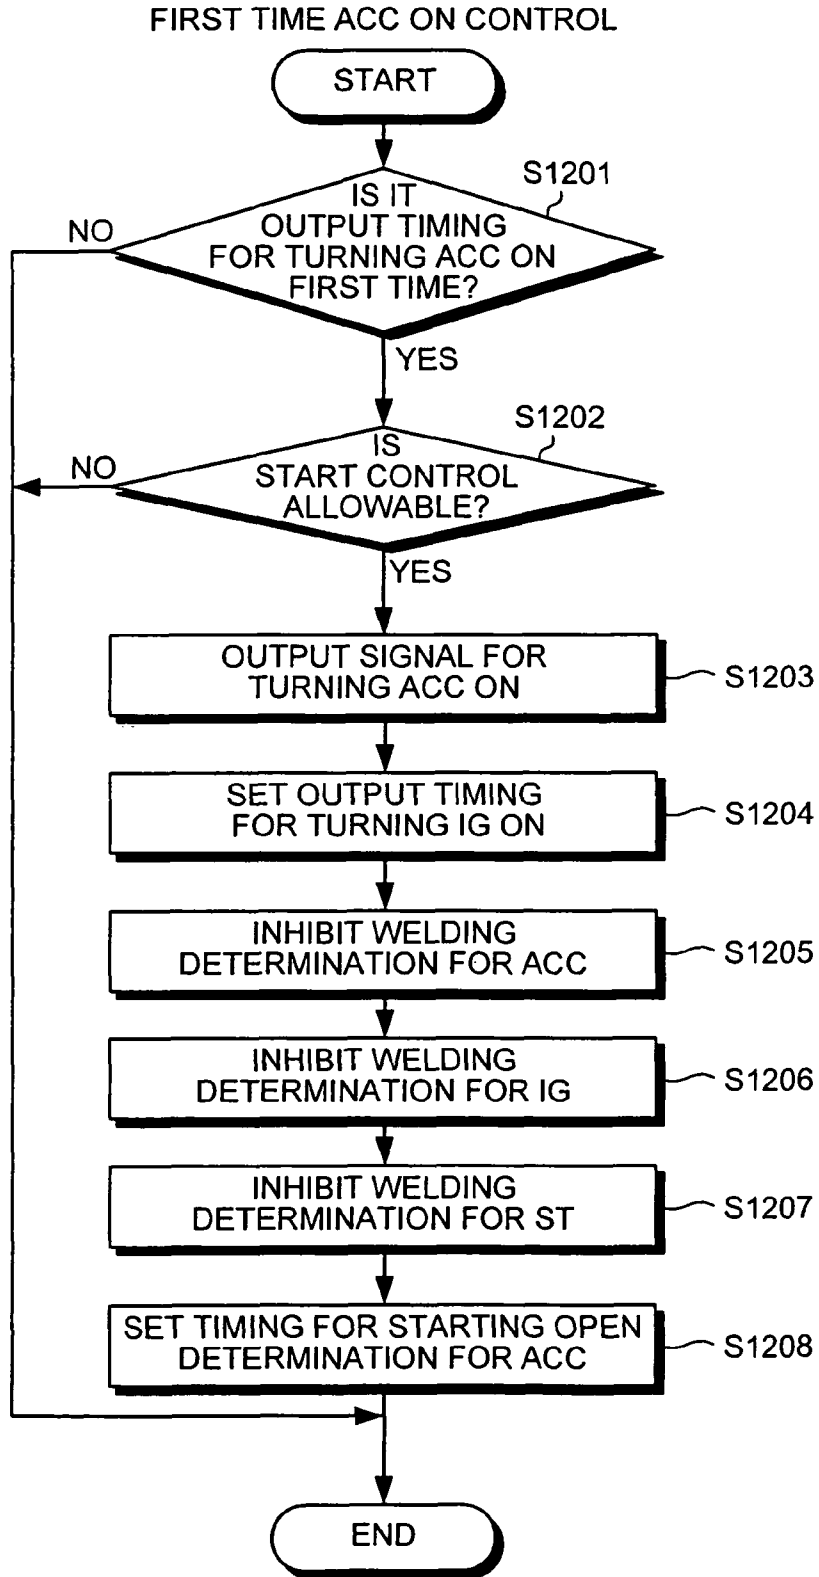 FIRST TIME ACC ON CONTROL
START
S1201
IS IT
OUTPUT TIMING
FOR TURNING ACC ON
FIRST TIME?
NO
YES
S1202
IS
START CONTROL
ALLOWABLE?
NO
YES
OUTPUT SIGNAL FOR
TURNING ACC ON
S1203
SET OUTPUT TIMING
FOR TURNING IG ON
S1204
INHIBIT WELDING
DETERMINATION FOR ACC
S1205
INHIBIT WELDING
DETERMINATION FOR IG
S1206
INHIBIT WELDING
DETERMINATION FOR ST
S1207
SET TIMING FOR STARTING OPEN
DETERMINATION FOR ACC
S1208
END